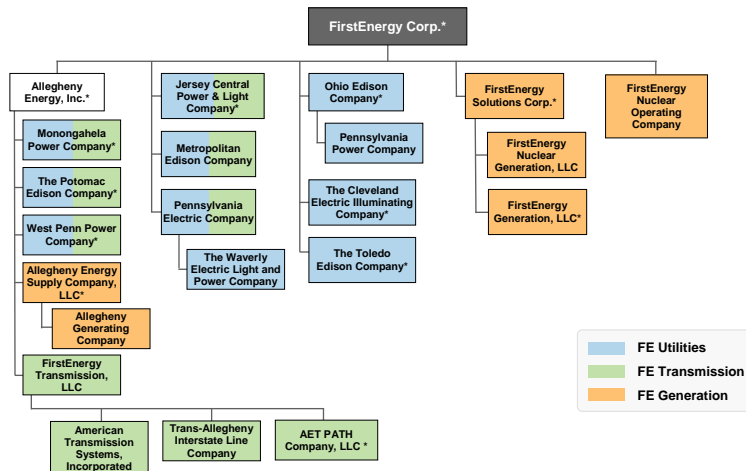 FirstEnergy Corp.*
Allegheny
Energy, Inc.*
Monongahela
Power Company*
The Potomac
Edison Company*
West Penn Power
Company*
Allegheny Energy
Supply Company,
LLC*
Allegheny
Generating
Company
FirstEnergy
Transmission,
LLC
American
Transmission
Systems,
Incorporated
Trans-Allegheny
Interstate Line
Company
AET PATH
Company, LLC *
Jersey Central
Power & Light
Company*
Metropolitan
Edison Company
Pennsylvania
Electric Company
The Waverly
Electric Light and
Power Company
Ohio Edison
Company*
Pennsylvania
Power Company
The Cleveland
Electric Illuminating
Company*
The Toledo
Edison Company*
FirstEnergy
Solutions Corp.*
FirstEnergy
Nuclear
Generation, LLC
FirstEnergy
Generation, LLC*
FirstEnergy
Nuclear
Operating
Company
FE Utilities
FE Transmission
FE Generation